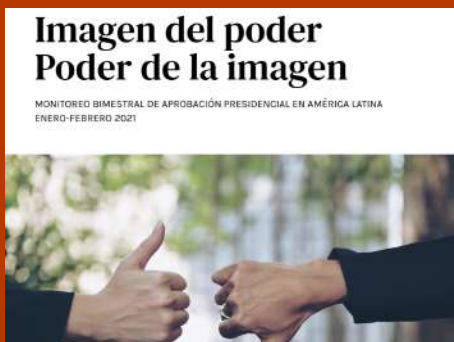 Imagen del poder
Poder de la imagen
MONITOREO BIMESTRAL DE APROBACIÓN PRESIDENCIAL EN AMÉRICA LATINA
ENERO-FEBRERO 2021